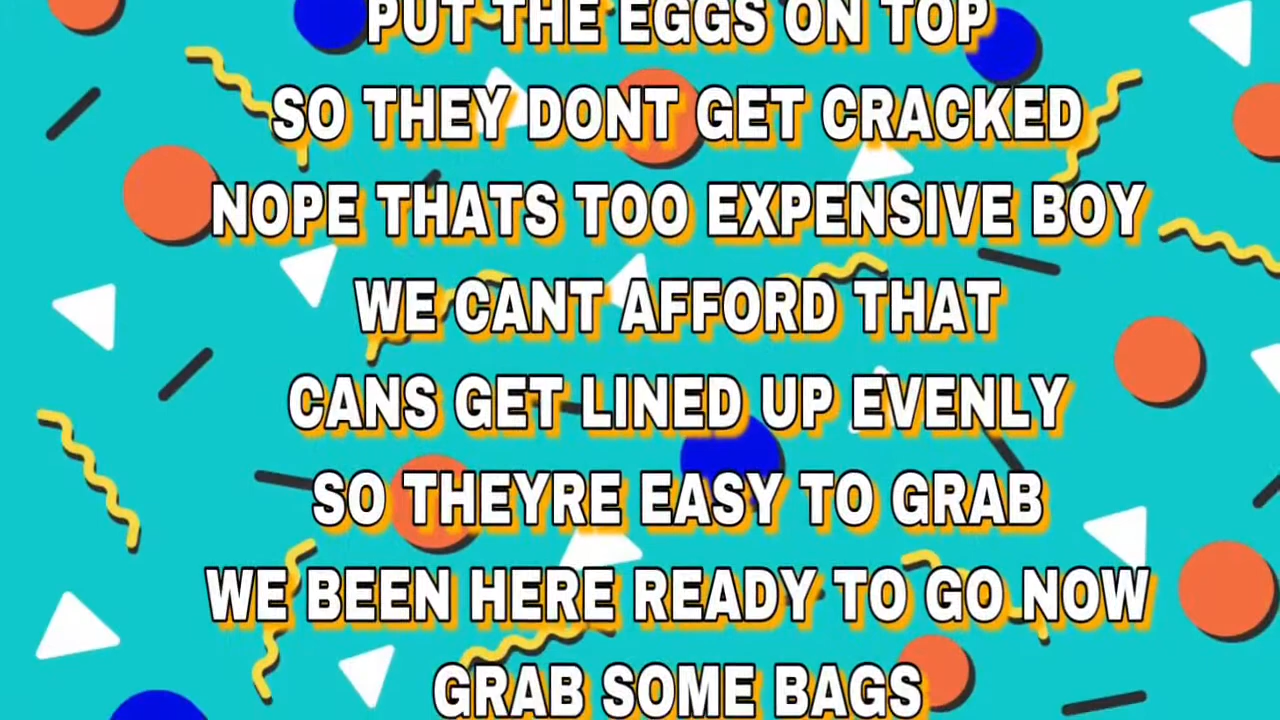 PUT THE EGGS ON TOP
SO THEY DONT GET CRACKED
NOPE THATS TOO EXPENSIVE BOY
WE CANT AFFORD THAT
CANS GET LINED UP EVENLY
SO THEYRE EASY TO GRAB
WE BEEN HERE READY TO GO NOW
GRAB SOME BAGS